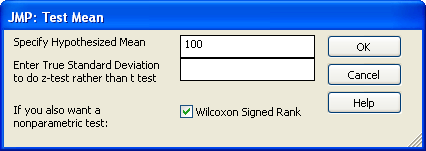 JMP: Test Mean
Specify Hypothesized Mean
100
OK
Enter True Standard Deviation
to do z-test rather than t test
Cancel
Help
If you also want a
nonparametric test:
Wilcoxon Signed Rank